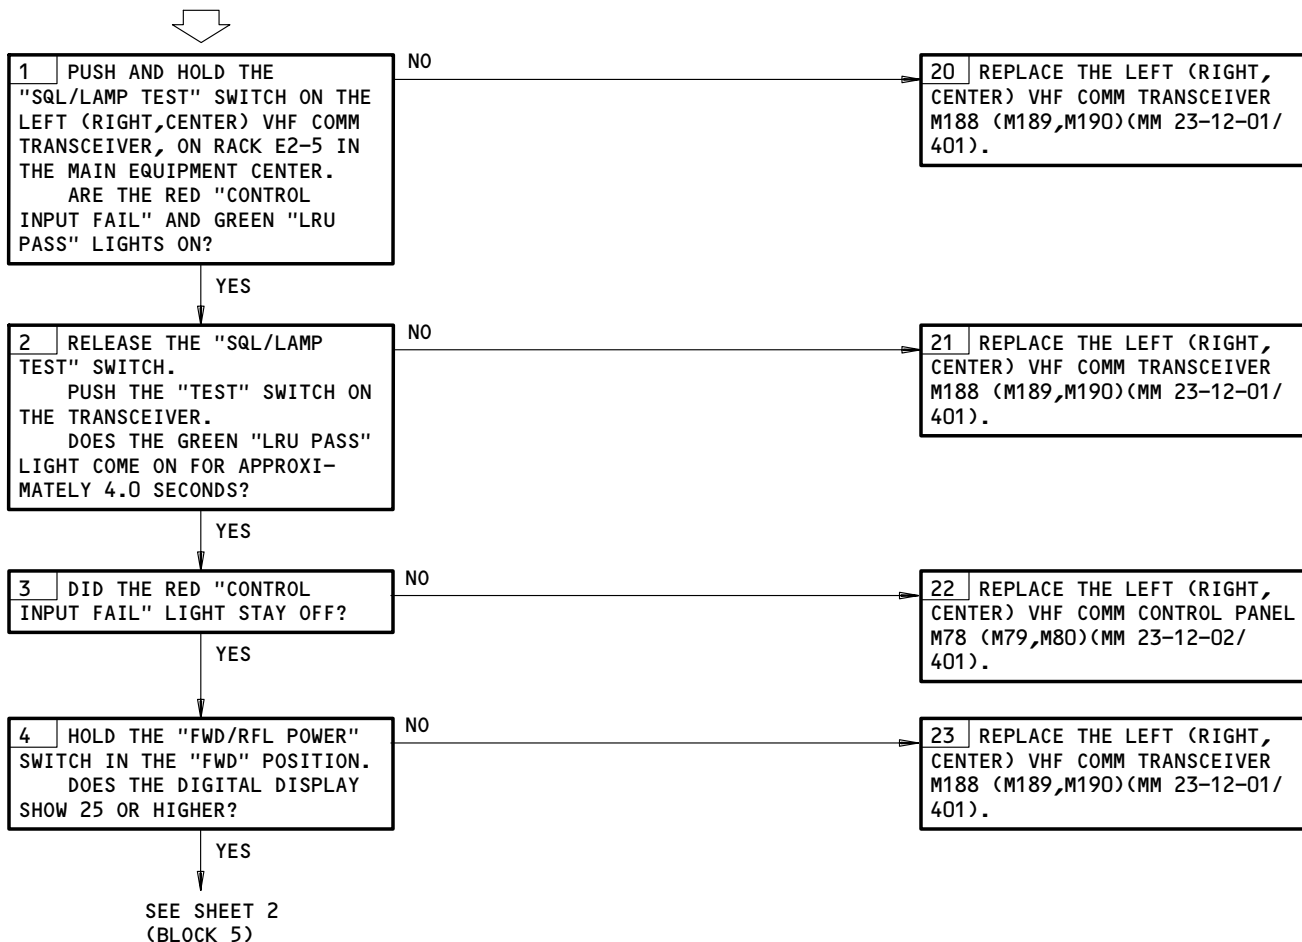 1 PUSH AND HOLD THE
"SQL/LAMP TEST" SWITCH ON THE
LEFT (RIGHT,CENTER) VHF COMM
TRANSCEIVER, ON RACK E2-5 IN
THE MAIN EQUIPMENT CENTER.
ARE THE RED "CONTROL
INPUT FAIL" AND GREEN "LRU
PASS" LIGHTS ON?
NO
20 REPLACE THE LEFT (RIGHT,
CENTER) VHF COMM TRANSCEIVER
M188 (M189,M190)(MM 23-12-01/
401).
YES
2 RELEASE THE "SQL/LAMP
TEST" SWITCH.
PUSH THE "TEST" SWITCH ON
THE TRANSCEIVER.
DOES THE GREEN "LRU PASS"
LIGHT COME ON FOR APPROXI-
MATELY 4.0 SECONDS?
NO
21 REPLACE THE LEFT (RIGHT,
CENTER) VHF COMM TRANSCEIVER
M188 (M189,M190)(MM 23-12-01/
401).
YES
3 DID THE RED "CONTROL
INPUT FAIL" LIGHT STAY OFF?
NO
22 REPLACE THE LEFT (RIGHT,
CENTER) VHF COMM CONTROL PANEL
M78 (M79,M80)(MM 23-12-02/
401).
YES
4 HOLD THE "FWD/RFL POWER"
SWITCH IN THE "FWD" POSITION.
DOES THE DIGITAL DISPLAY
SHOW 25 OR HIGHER?
NO
23 REPLACE THE LEFT (RIGHT,
CENTER) VHF COMM TRANSCEIVER
M188 (M189,M190)(MM 23-12-01/
401).
YES
SEE SHEET 2
(BLOCK 5)